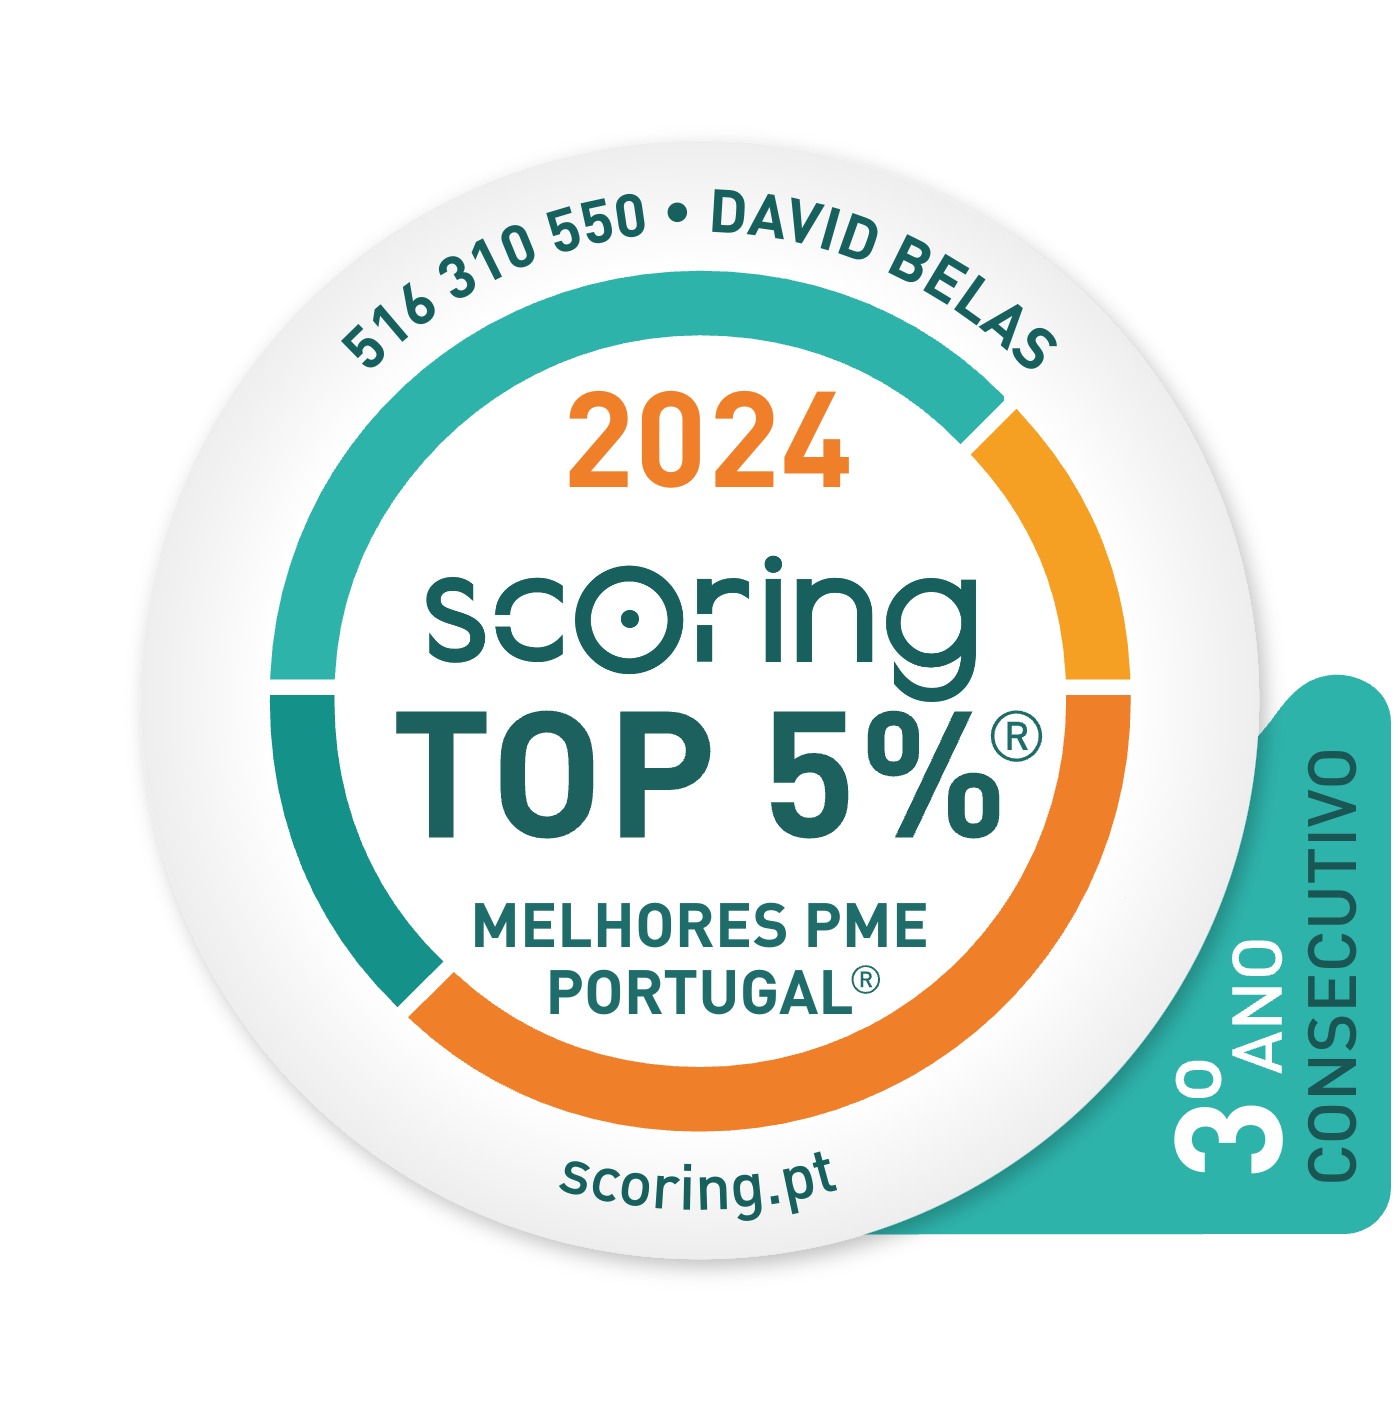 516 310 550 • DAVID BELAS
2024
scoring
TOP 5%®
MELHORES PME
PORTUGAL®
scoring.pt
3º ANO
CONSECUTIVO